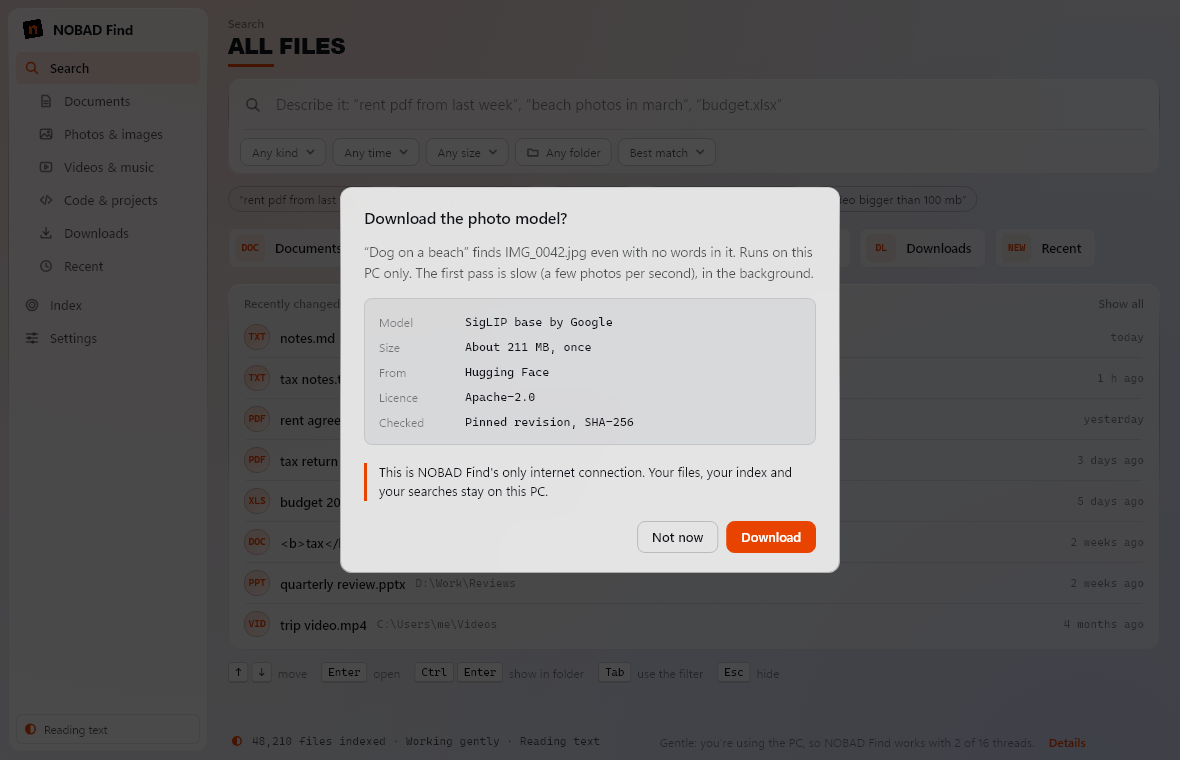 n NOBAD Find
Search
Documents
Photos & images
Videos & music
Code & projects
Downloads
Recent
Index
Settings
Reading text
Search
ALL FILES
Describe it: “rent pdf from last week”, “beach photos in march”, “budget.xlsx”
Any kind Any time Any size Any folder Best match
“rent pdf from last
bigger than 100 mb”
DOC Documents DL Downloads NEW Recent
Recently changed Show all
TXT notes.md today
TXT tax notes.t 1 h ago
PDF rent agree yesterday
PDF tax return 3 days ago
XLS budget 20 5 days ago
DOC <b>tax</ 2 weeks ago
PPT quarterly review.pptx D:\Work\Reviews 2 weeks ago
VID trip video.mp4 C:\Users\me\Videos 4 months ago
↑ ↓ move Enter open Ctrl Enter show in folder Tab use the filter Esc hide
48,210 files indexed · Working gently · Reading text
Gentle: you're using the PC, so NOBAD Find works with 2 of 16 threads. Details
Download the photo model?
“Dog on a beach” finds IMG_0042.jpg even with no words in it. Runs on this
PC only. The first pass is slow (a few photos per second), in the background.
Model SigLIP base by Google
Size About 211 MB, once
From Hugging Face
Licence Apache-2.0
Checked Pinned revision, SHA-256
This is NOBAD Find's only internet connection. Your files, your index and
your searches stay on this PC.
Not now Download